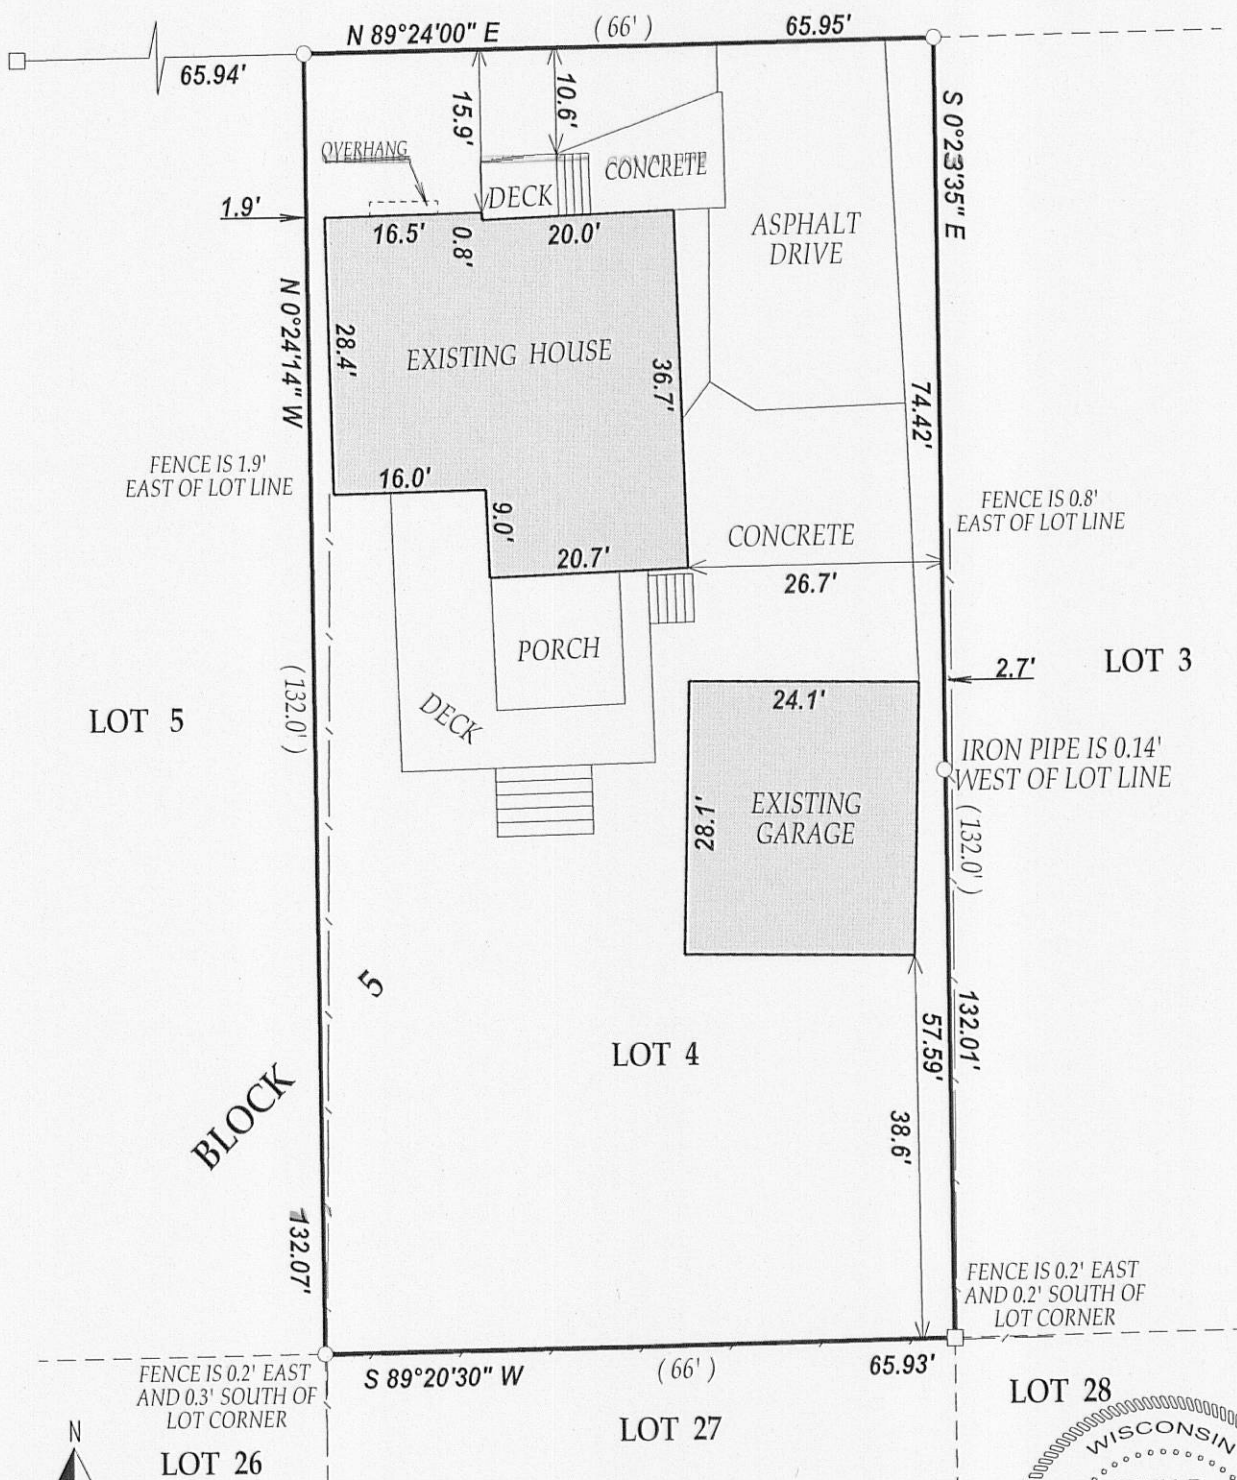 N 89°24'00" E
( 66' )
65.95'
65.94'
15.9'
10.6'
S 0°23'35" E
OVERHANG
CONCRETE
DECK
1.9'
16.5'
0.8'
20.0'
ASPHALT
DRIVE
N 0°24'14" W
28.4'
EXISTING HOUSE
36.7'
74.42'
FENCE IS 1.9'
EAST OF LOT LINE
16.0'
9.0'
FENCE IS 0.8'
EAST OF LOT LINE
CONCRETE
20.7'
26.7'
PORCH
LOT 3
2.7'
( 132.0' )
LOT 5
DECK
24.1'
IRON PIPE IS 0.14'
WEST OF LOT LINE
28.1'
EXISTING
GARAGE
( 132.0' )
5
132.01'
57.59'
LOT 4
BLOCK
38.6'
132.07'
FENCE IS 0.2' EAST
AND 0.2' SOUTH OF
LOT CORNER
FENCE IS 0.2' EAST
AND 0.3' SOUTH OF
LOT CORNER
S 89°20'30" W
( 66' )
65.93'
LOT 28
LOT 27
N
LOT 26
WISCONSIN